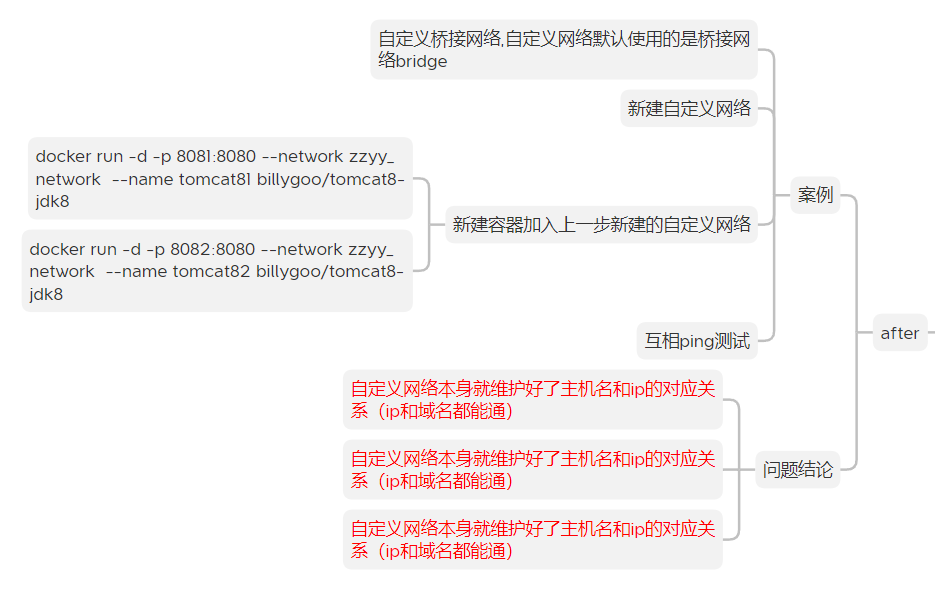 自定义桥接网络,自定义网络默认使用的是桥接网
络bridge
新建自定义网络
docker run -d -p 8081:8080 --network zzyy_
network  --name tomcat81 billygoo/tomcat8-
jdk8
案例
新建容器加入上一步新建的自定义网络
docker run -d -p 8082:8080 --network zzyy_
network  --name tomcat82 billygoo/tomcat8-
jdk8
互相ping测试
after
自定义网络本身就维护好了主机名和ip的对应关
系（ip和域名都能通）
自定义网络本身就维护好了主机名和ip的对应关
系（ip和域名都能通）
问题结论
自定义网络本身就维护好了主机名和ip的对应关
系（ip和域名都能通）